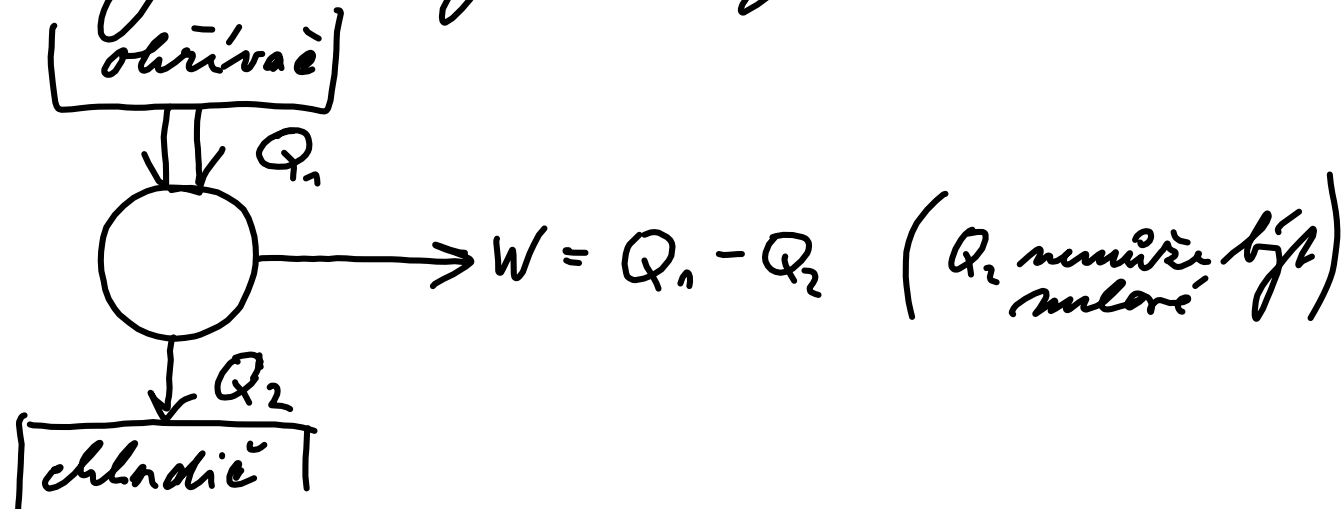 ohřívač
Q₁
W = Q₁ - Q₂ (Q₂ nemůže být
nulové)
Q₂
chladič